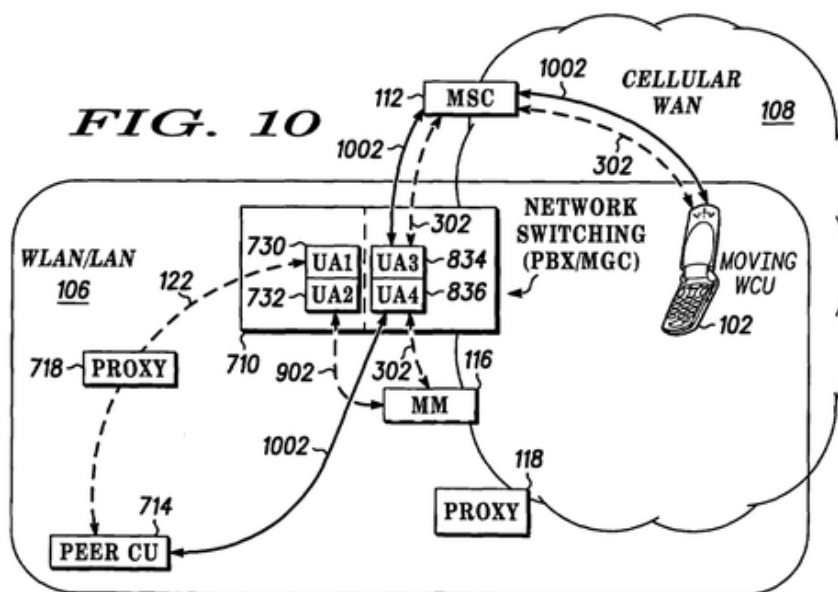 FIG. 10
112
MSC
1002
CELLULAR
WAN
108
1002
302
302
NETWORK
SWITCHING
(PBX/MGC)
WLAN/LAN
106
122
730
UA1
UA3
834
732
UA2
UA4
836
MOVING
WCU
102
718
PROXY
710
902
302
116
MM
1002
118
PROXY
714
PEER CU